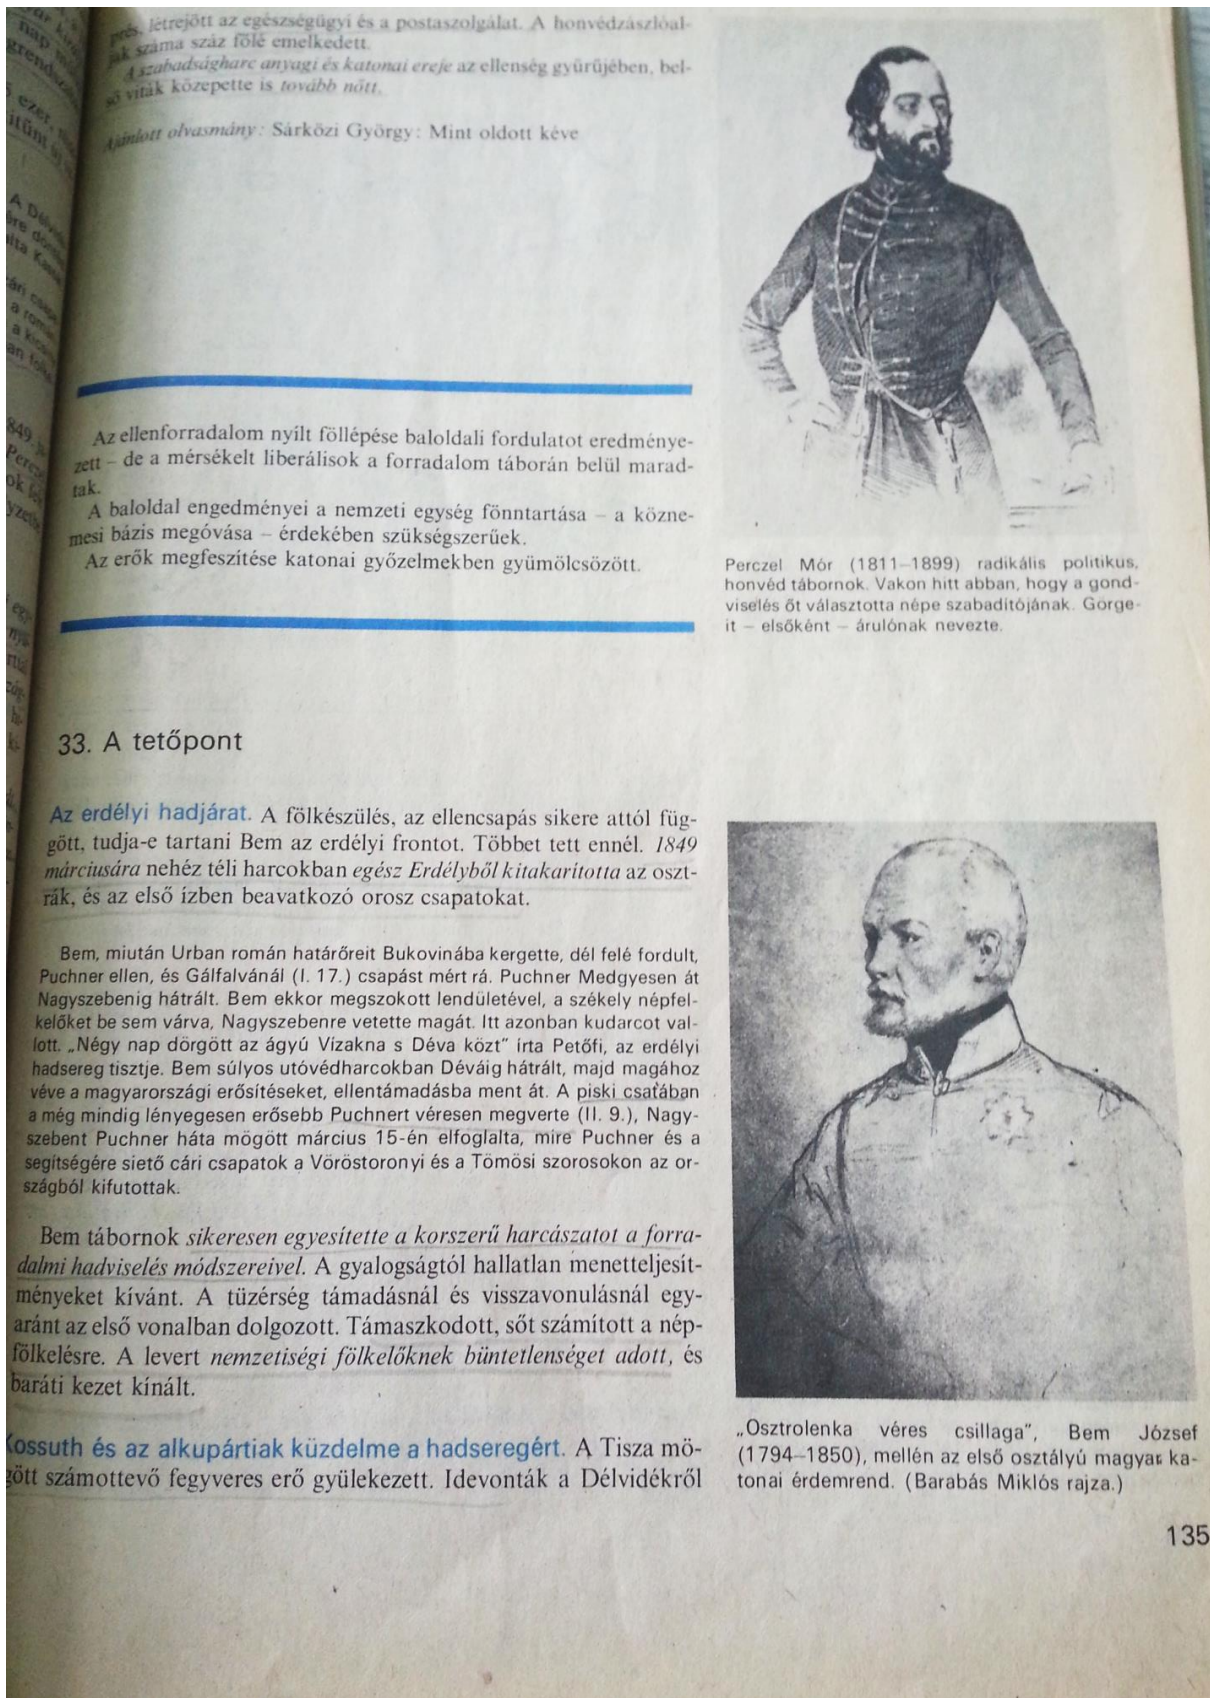 prés, létrejött az egészségügyi és a postaszolgálat. A honvédzászlóal-
jak száma száz fölé emelkedett.
A szabadságharc anyagi és katonai ereje az ellenség gyűrűjében, bel-
ső viták közepette is tovább nőtt.
Ajánlott olvasmány: Sárközi György: Mint oldott kéve
Az ellenforradalom nyílt föllépése baloldali fordulatot eredménye-
zett – de a mérsékelt liberálisok a forradalom táborán belül marad-
tak.
A baloldal engedményei a nemzeti egység fönntartása – a közne-
mesi bázis megóvása – érdekében szükségszerűek.
Az erők megfeszítése katonai győzelmekben gyümölcsözött.
Perczel Mór (1811–1899) radikális politikus,
honvéd tábornok. Vakon hitt abban, hogy a gond-
viselés őt választotta népe szabadítójának. Görge-
it – elsőként – árulónak nevezte.
33. A tetőpont
Az erdélyi hadjárat. A fölkészülés, az ellencsapás sikere attól füg-
gött, tudja-e tartani Bem az erdélyi frontot. Többet tett ennél. 1849
márciusára nehéz téli harcokban egész Erdélyből kitakarította az oszt-
rák, és az első ízben beavatkozó orosz csapatokat.
Bem, miután Urban román határőreit Bukovinába kergette, dél felé fordult,
Puchner ellen, és Gálfalvánál (I. 17.) csapást mért rá. Puchner Medgyesen át
Nagyszebenig hátrált. Bem ekkor megszokott lendületével, a székely népfel-
kelőket be sem várva, Nagyszebenre vetette magát. Itt azonban kudarcot val-
lott. „Négy nap dörgött az ágyú Vízakna s Déva közt" írta Petőfi, az erdélyi
hadsereg tisztje. Bem súlyos utóvédharcokban Déváig hátrált, majd magához
véve a magyarországi erősítéseket, ellentámadásba ment át. A piski csatában
a még mindig lényegesen erősebb Puchnert véresen megverte (II. 9.), Nagy-
szebent Puchner háta mögött március 15-én elfoglalta, mire Puchner és a
segítségére siető cári csapatok a Vöröstoronyi és a Tömösi szorosokon az or-
szágból kifutottak.
Bem tábornok sikeresen egyesítette a korszerű harcászatot a forra-
dalmi hadviselés módszereivel. A gyalogságtól hallatlan menetteljesít-
ményeket kívánt. A tüzérség támadásnál és visszavonulásnál egy-
aránt az első vonalban dolgozott. Támaszkodott, sőt számított a nép-
fölkelésre. A levert nemzetiségi fölkelőknek büntetlenséget adott, és
baráti kezet kínált.
Kossuth és az alkupártiak küzdelme a hadseregért. A Tisza mö-
gött számottevő fegyveres erő gyülekezett. Idevonták a Délvidékről
„Osztrolenka véres csillaga", Bem József
(1794–1850), mellén az első osztályú magyar ka-
tonai érdemrend. (Barabás Miklós rajza.)
135